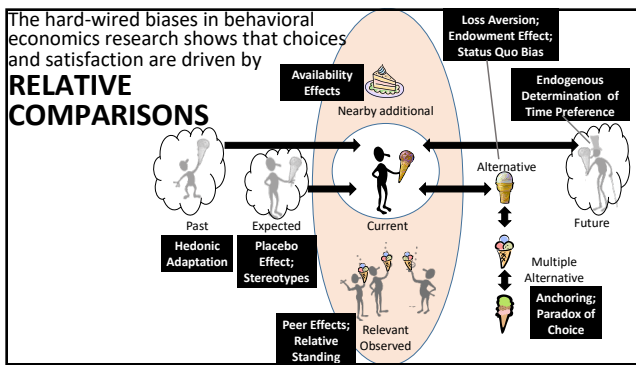 The hard-wired biases in behavioral
economics research shows that choices
and satisfaction are driven by
RELATIVE
COMPARISONS
Loss Aversion;
Endowment Effect;
Status Quo Bias
Availability
Effects
Endogenous
Determination of
Time Preference
Nearby additional
Alternative
Past
Expected
Current
Future
Hedonic
Adaptation
Placebo
Effect;
Stereotypes
Multiple
Alternative
Anchoring;
Paradox of
Choice
Peer Effects;
Relative
Standing
Relevant
Observed